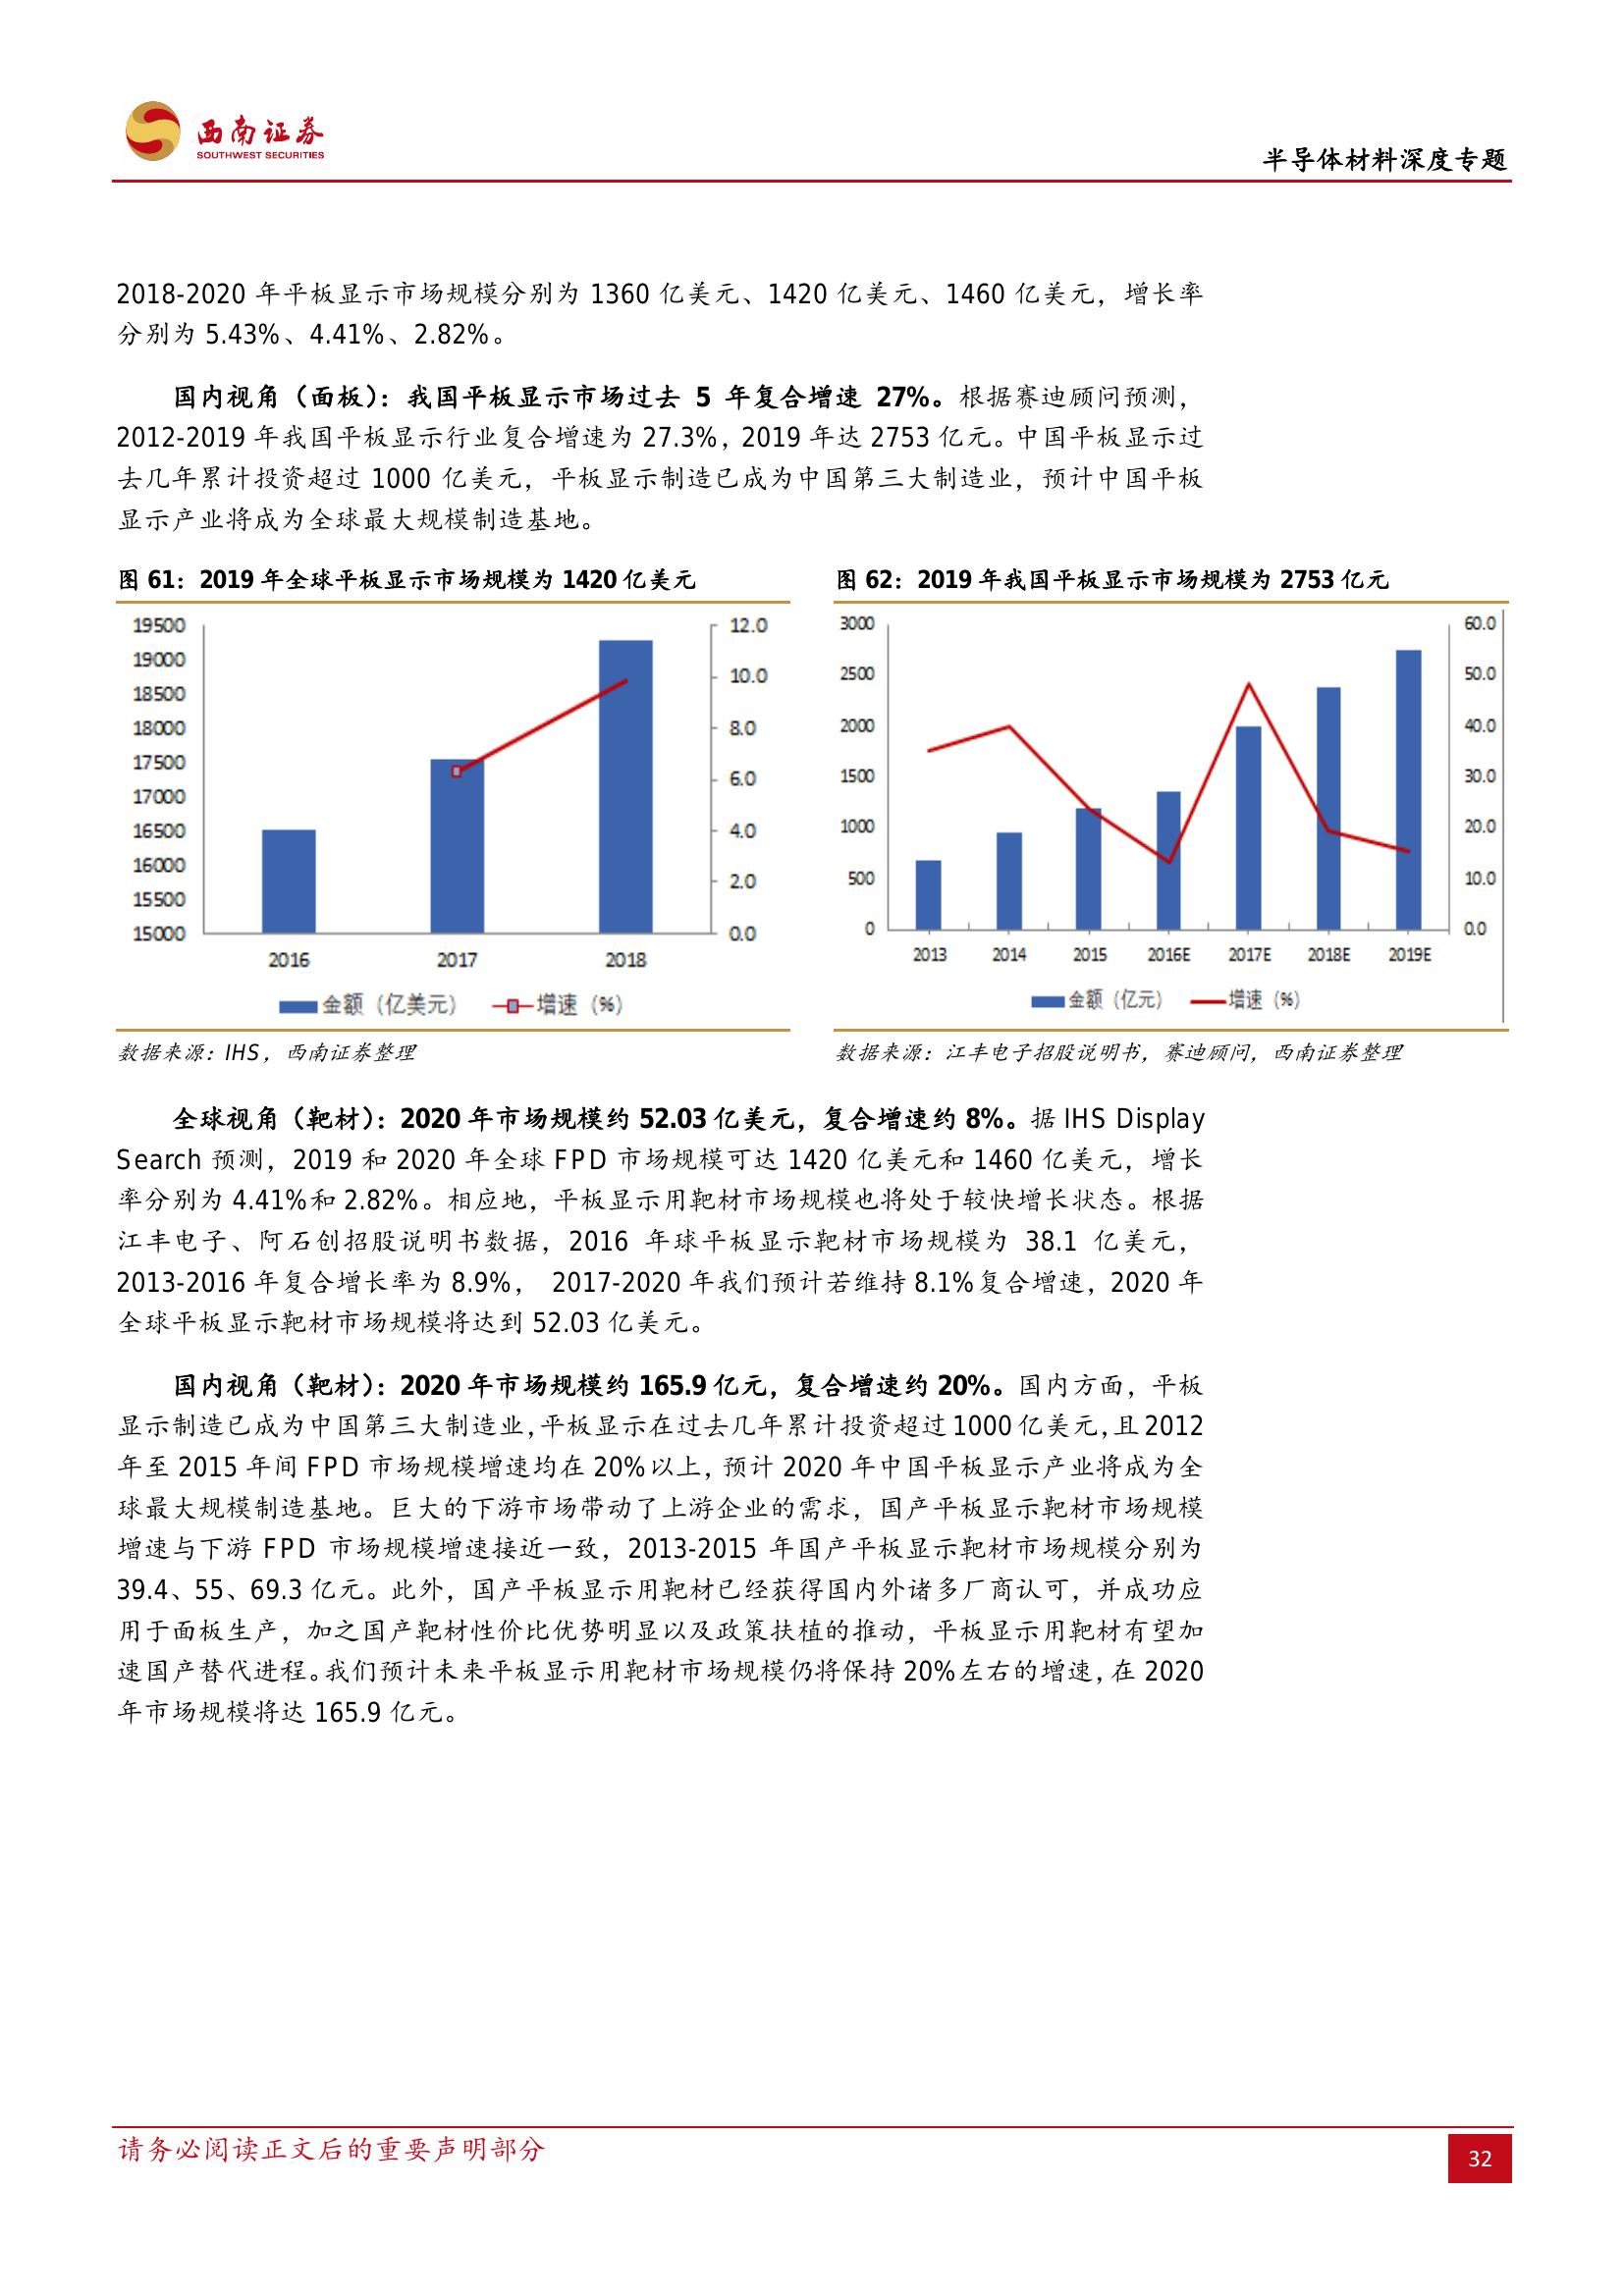 西南证券
SOUTHWEST SECURITIES
半导体材料深度专题
2018-2020 年平板显示市场规模分别为 1360 亿美元、1420 亿美元、1460 亿美元，增长率
分别为 5.43%、4.41%、2.82%。
国内视角（面板）：我国平板显示市场过去 5 年复合增速 27%。根据赛迪顾问预测，
2012-2019 年我国平板显示行业复合增速为 27.3%，2019 年达 2753 亿元。中国平板显示过
去几年累计投资超过 1000 亿美元，平板显示制造已成为中国第三大制造业，预计中国平板
显示产业将成为全球最大规模制造基地。
图 61：2019 年全球平板显示市场规模为 1420 亿美元
19500
19000
18500
18000
17500
17000
16500
16000
15500
15000
12.0
10.0
8.0
6.0
4.0
2.0
0.0
2016 2017 2018
金额（亿美元） 增速（%）
数据来源：IHS，西南证券整理
图 62：2019 年我国平板显示市场规模为 2753 亿元
3000
2500
2000
1500
1000
500
0
60.0
50.0
40.0
30.0
20.0
10.0
0.0
2013 2014 2015 2016E 2017E 2018E 2019E
金额（亿元） 增速（%）
数据来源：江丰电子招股说明书，赛迪顾问，西南证券整理
全球视角（靶材）：2020 年市场规模约 52.03 亿美元，复合增速约 8%。据 IHS Display
Search 预测，2019 和 2020 年全球 FPD 市场规模可达 1420 亿美元和 1460 亿美元，增长
率分别为 4.41%和 2.82%。相应地，平板显示用靶材市场规模也将处于较快增长状态。根据
江丰电子、阿石创招股说明书数据，2016 年球平板显示靶材市场规模为 38.1 亿美元，
2013-2016 年复合增长率为 8.9%， 2017-2020 年我们预计若维持 8.1%复合增速，2020 年
全球平板显示靶材市场规模将达到 52.03 亿美元。
国内视角（靶材）：2020 年市场规模约 165.9 亿元，复合增速约 20%。国内方面，平板
显示制造已成为中国第三大制造业，平板显示在过去几年累计投资超过 1000 亿美元，且 2012
年至 2015 年间 FPD 市场规模增速均在 20%以上，预计 2020 年中国平板显示产业将成为全
球最大规模制造基地。巨大的下游市场带动了上游企业的需求，国产平板显示靶材市场规模
增速与下游 FPD 市场规模增速接近一致，2013-2015 年国产平板显示靶材市场规模分别为
39.4、55、69.3 亿元。此外，国产平板显示用靶材已经获得国内外诸多厂商认可，并成功应
用于面板生产，加之国产靶材性价比优势明显以及政策扶植的推动，平板显示用靶材有望加
速国产替代进程。我们预计未来平板显示用靶材市场规模仍将保持 20%左右的增速，在 2020
年市场规模将达 165.9 亿元。
请务必阅读正文后的重要声明部分
32